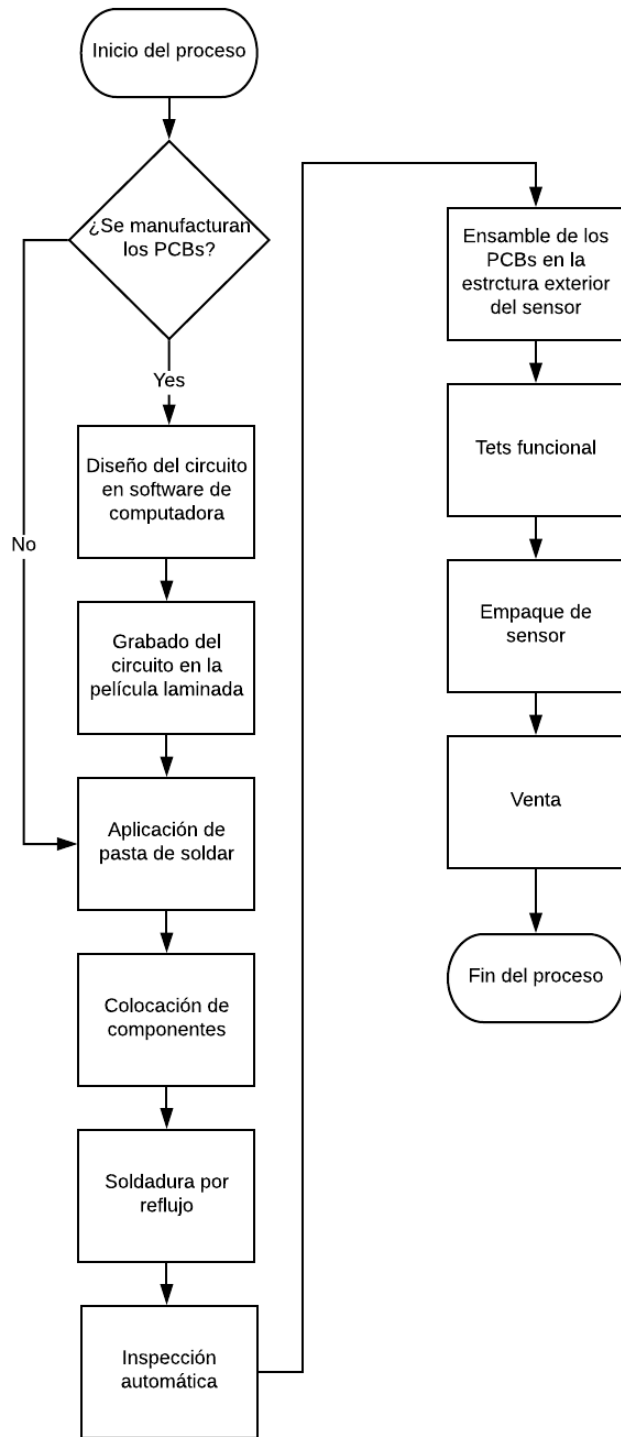 Inicio del proceso
¿Se manufacturan
los PCBs?
Yes
No
Diseño del circuito
en software de
computadora
Grabado del
circuito en la
película laminada
Aplicación de
pasta de soldar
Colocación de
componentes
Soldadura por
reflujo
Inspección
automática
Ensamble de los
PCBs en la
estrctura exterior
del sensor
Tets funcional
Empaque de
sensor
Venta
Fin del proceso